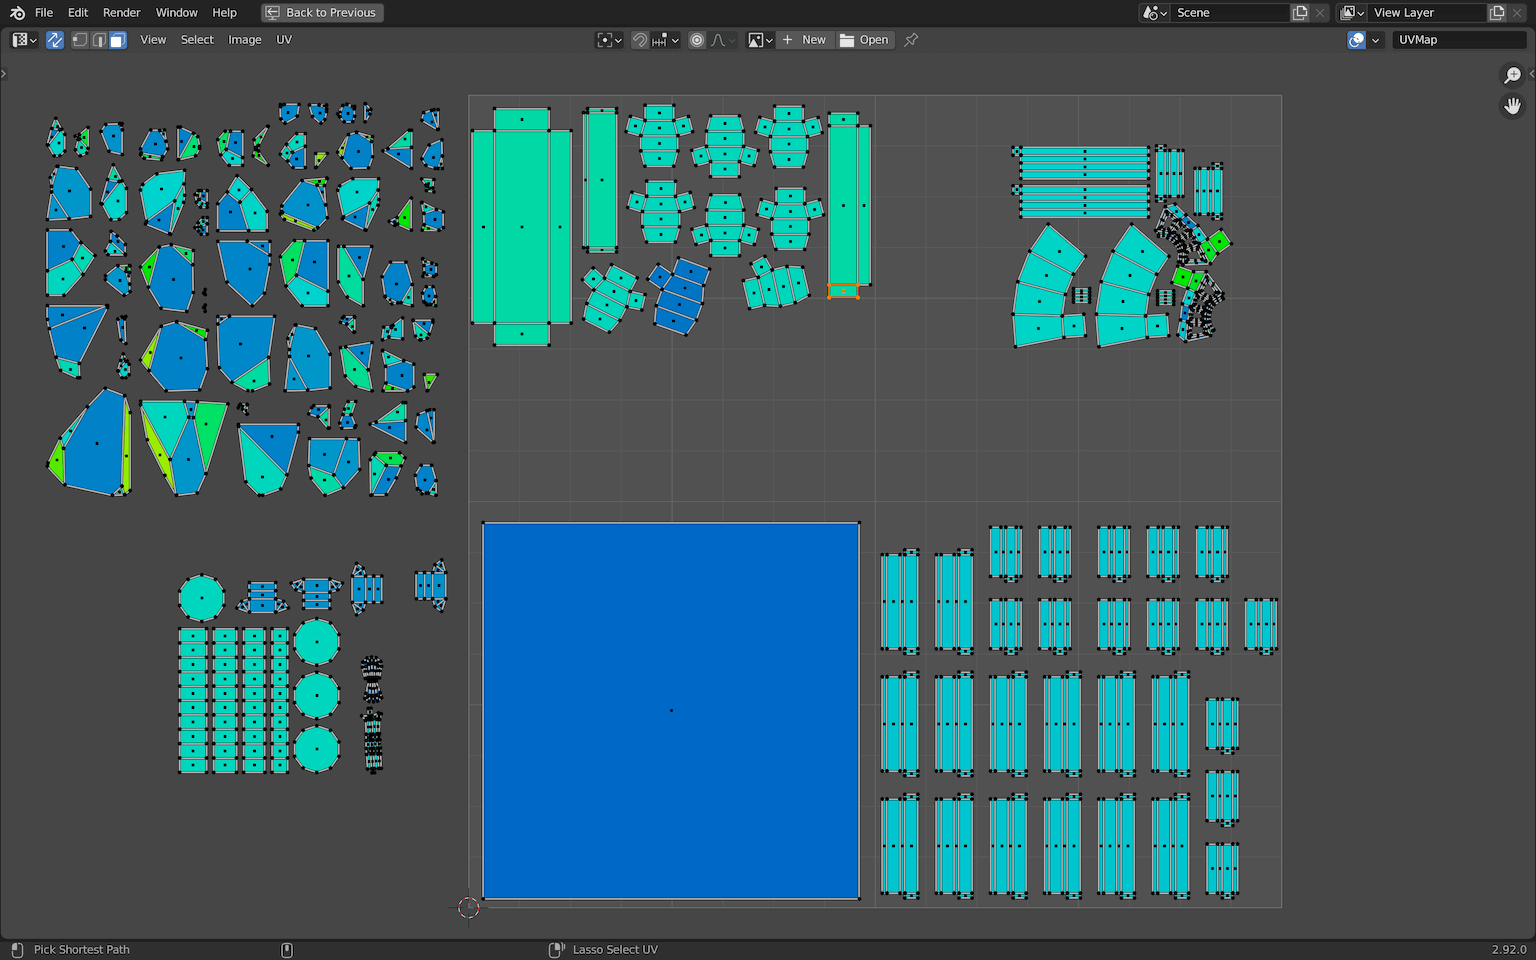 File Edit Render Window Help Back to Previous Scene View Layer
View Select Image UV New Open UVMap
Pick Shortest Path Lasso Select UV 2.92.0